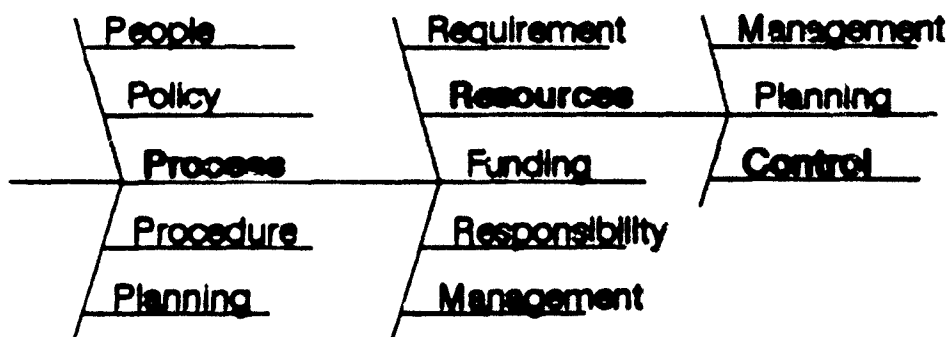 People
Policy
Process
Procedure
Planning
Requirement
Resources
Funding
Responsibility
Management
Management
Planning
Control